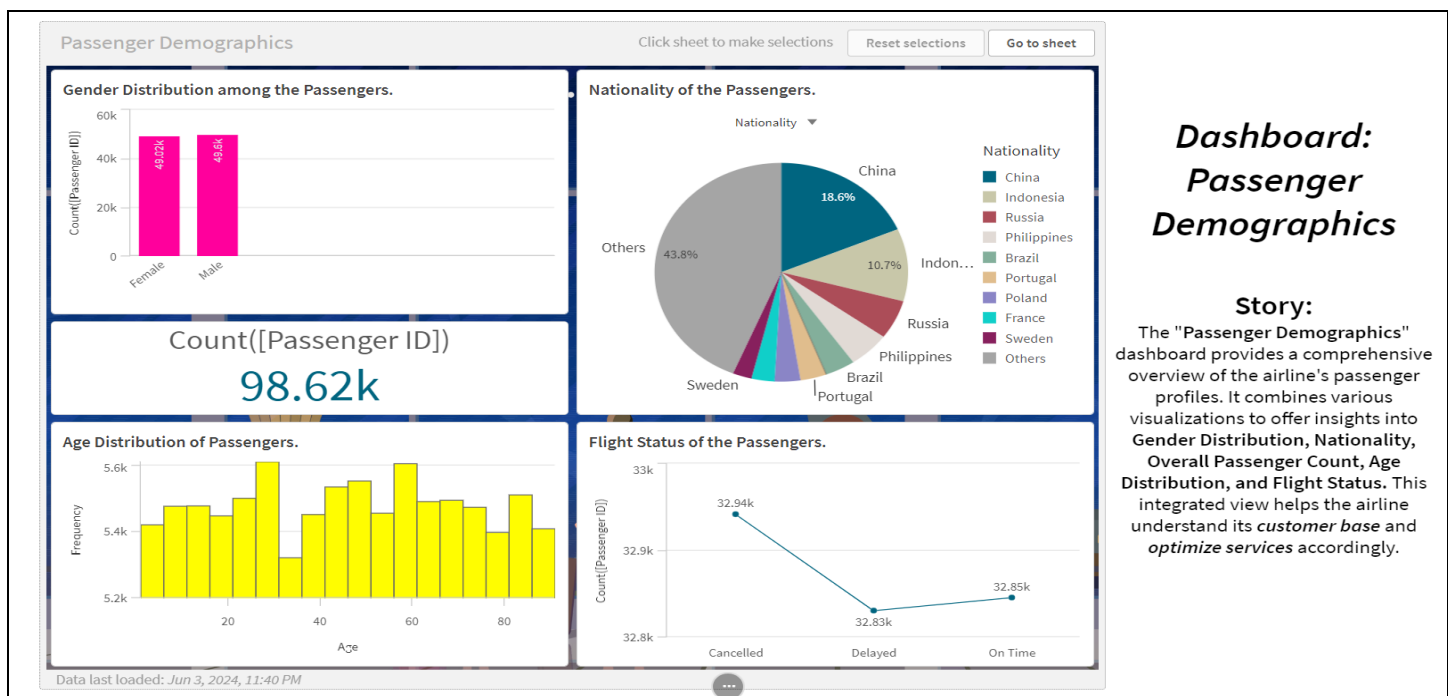 Passenger Demographics
Click sheet to make selections
Reset selections
Go to sheet
Gender Distribution among the Passengers.
Count([Passenger ID])
60k
40k
20k
0
49.02k
49.6k
Female
Male
Count([Passenger ID])
98.62k
Nationality of the Passengers.
Nationality
China
18.6%
Others
43.8%
10.7%
Indon...
Russia
Philippines
Brazil
Portugal
Sweden
Nationality
China
Indonesia
Russia
Philippines
Brazil
Portugal
Poland
France
Sweden
Others
Age Distribution of Passengers.
Frequency
5.6k
5.4k
5.2k
20
40
60
80
Age
Flight Status of the Passengers.
Count([Passenger ID])
33k
32.9k
32.8k
32.94k
32.83k
32.85k
Cancelled
Delayed
On Time
Data last loaded: Jun 3, 2024, 11:40 PM
Dashboard:
Passenger
Demographics
Story:
The "Passenger Demographics"
dashboard provides a comprehensive
overview of the airline's passenger
profiles. It combines various
visualizations to offer insights into
Gender Distribution, Nationality,
Overall Passenger Count, Age
Distribution, and Flight Status. This
integrated view helps the airline
understand its customer base and
optimize services accordingly.